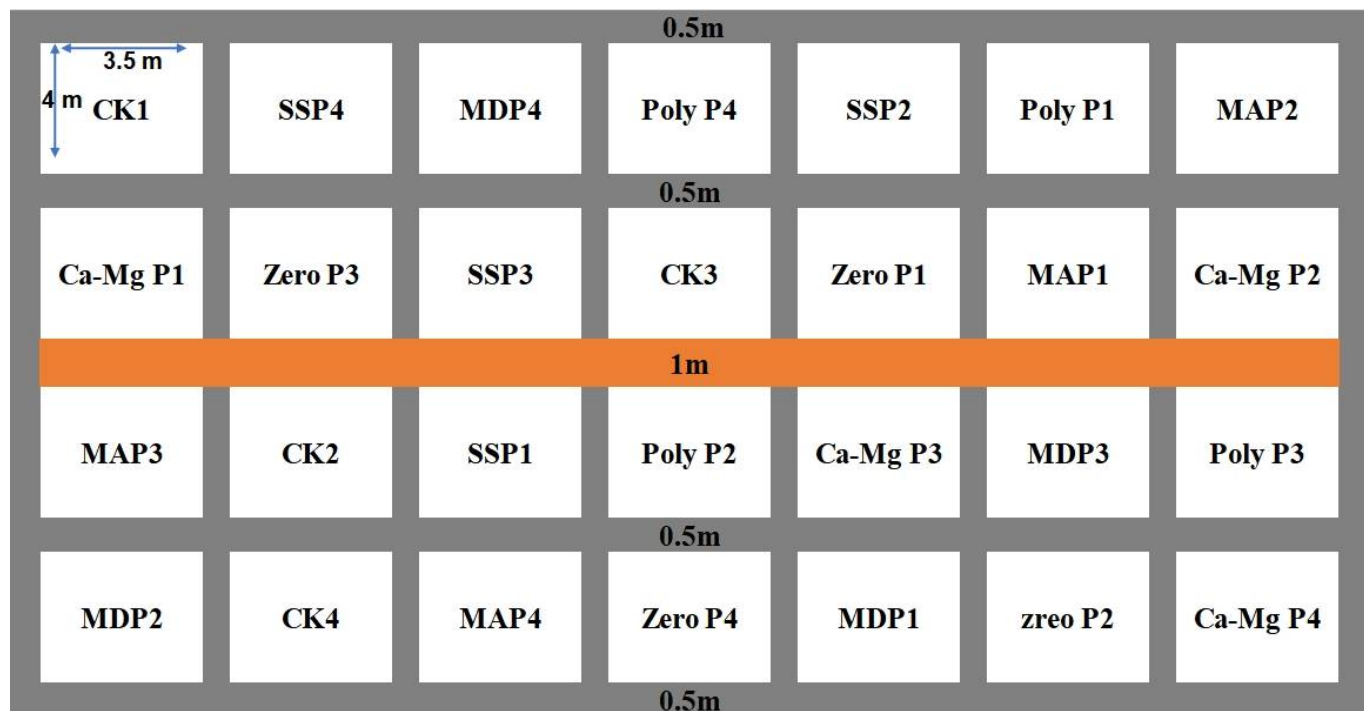 0.5m
3.5 m
4 m
CK1
SSP4
MDP4
Poly P4
SSP2
Poly P1
MAP2
0.5m
Ca-Mg P1
Zero P3
SSP3
CK3
Zero P1
MAP1
Ca-Mg P2
1m
MAP3
CK2
SSP1
Poly P2
Ca-Mg P3
MDP3
Poly P3
0.5m
MDP2
CK4
MAP4
Zero P4
MDP1
zreo P2
Ca-Mg P4
0.5m